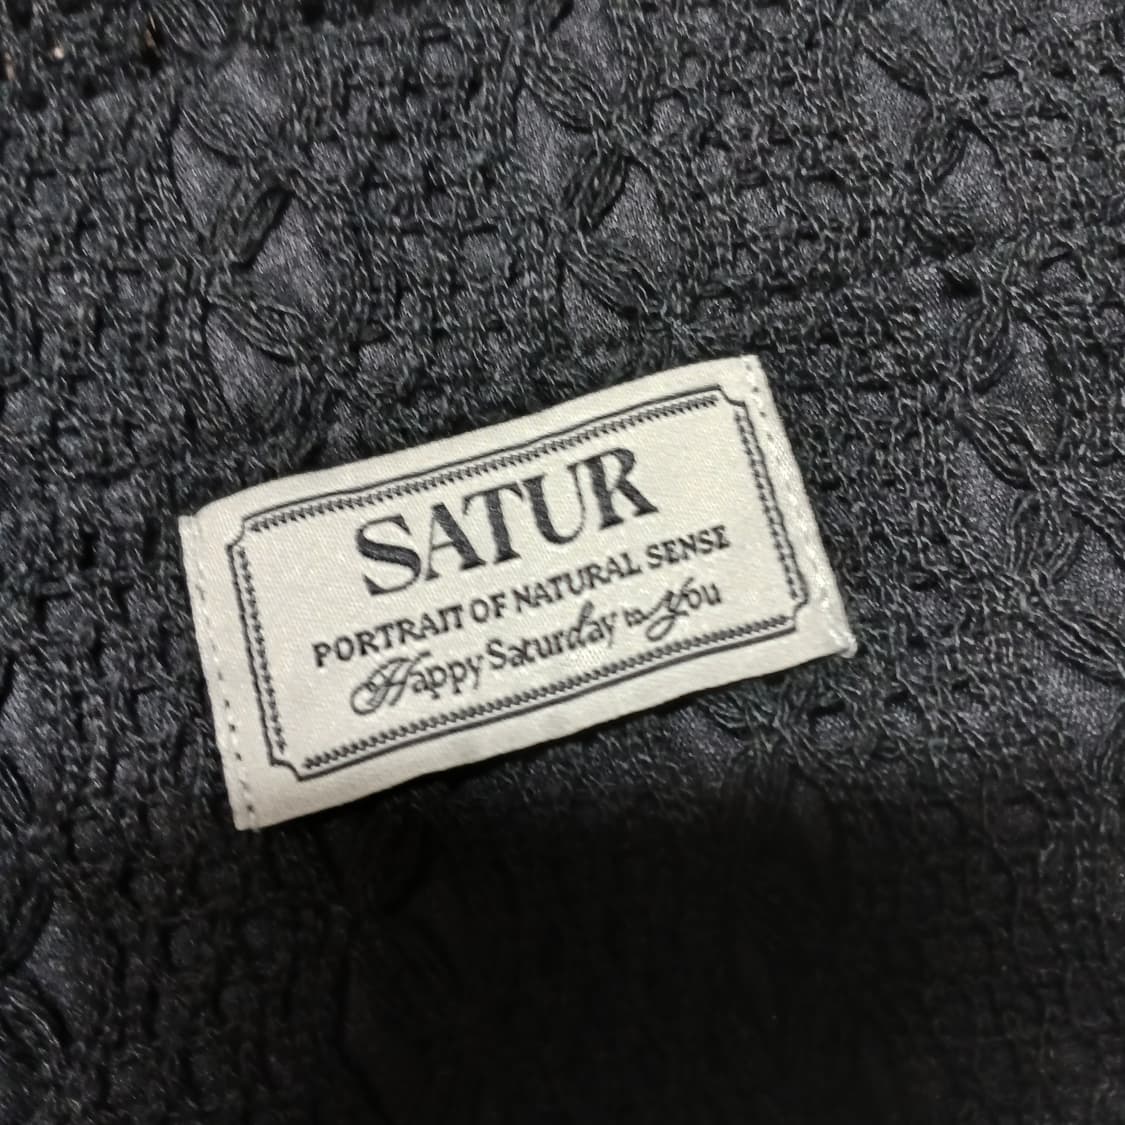 SATUR
PORTRAIT OF NATURAL SENSE
Happy Saturday to you